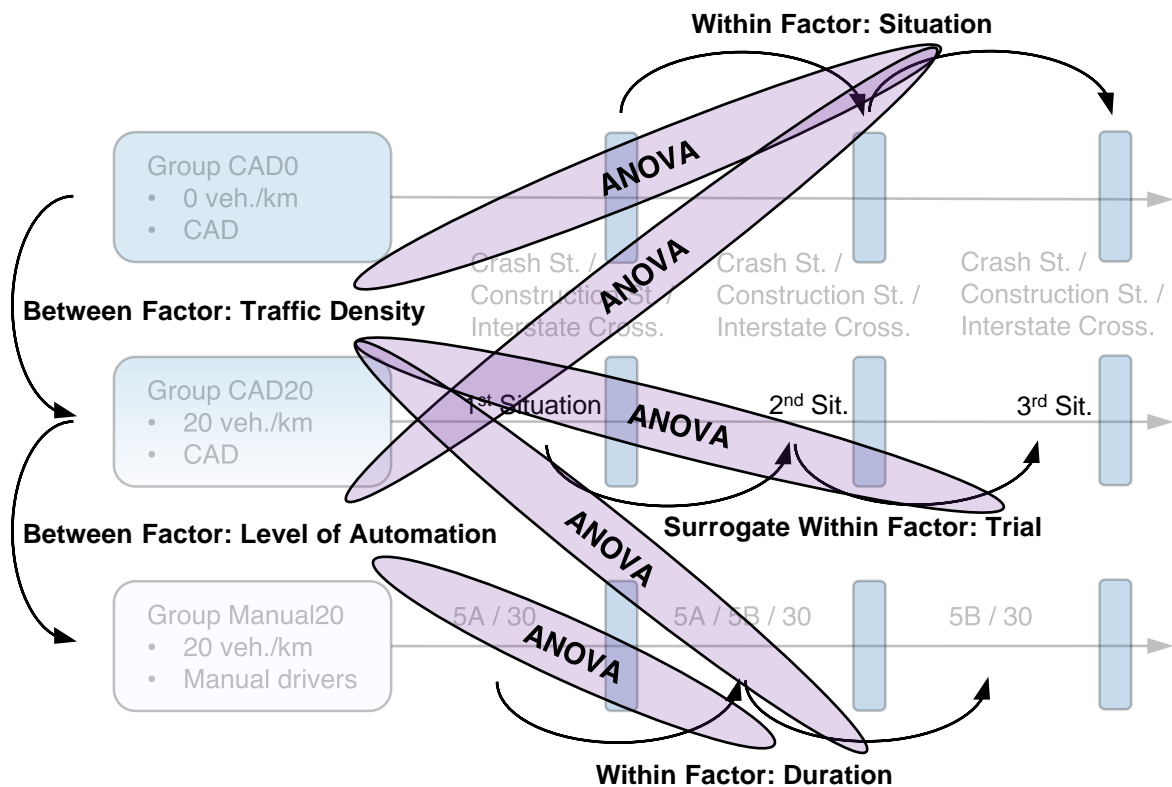 Within Factor: Situation
Group CAD0
• 0 veh./km
• CAD
ANOVA
ANOVA
Crash St. /
Construction St. /
Interstate Cross.
Crash St. /
Construction St. /
Interstate Cross.
Crash St. /
Construction St. /
Interstate Cross.
Between Factor: Traffic Density
Group CAD20
• 20 veh./km
• CAD
1st Situation
ANOVA
2nd Sit.
3rd Sit.
Between Factor: Level of Automation
ANOVA
Surrogate Within Factor: Trial
Group Manual20
• 20 veh./km
• Manual drivers
5A / 30
5A / 5B / 30
5B / 30
ANOVA
Within Factor: Duration